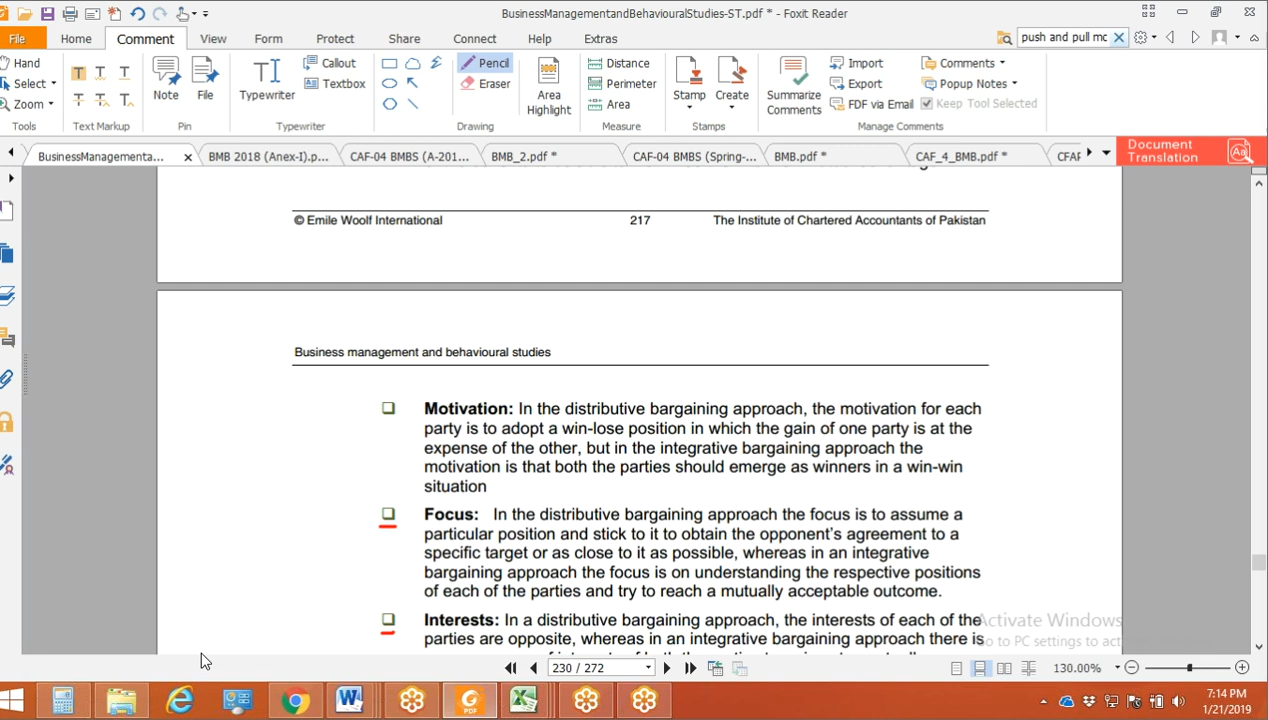 BusinessManagementandBehaviouralStudies-ST.pdf * - Foxit Reader
File Home Comment View Form Protect Share Connect Help Extras
push and pull mo
Hand
Select
Zoom
Tools
T T T
T T T
Text Markup
Note File
Pin
Typewriter
Callout
Textbox
Typewriter
Pencil
Eraser
Drawing
Area
Highlight
Distance
Perimeter
Area
Measure
Stamp Create
Stamps
Summarize
Comments
Import
Export
FDF via Email
Comments
Popup Notes
Keep Tool Selected
Manage Comments
BusinessManagementa... BMB 2018 (Anex-I).p... CAF-04 BMBS (A-201... BMB_2.pdf * CAF-04 BMBS (Spring-... BMB.pdf * CAF_4_BMB.pdf * CFAP
Document
Translation
© Emile Woolf International 217 The Institute of Chartered Accountants of Pakistan
Business management and behavioural studies
Motivation: In the distributive bargaining approach, the motivation for each
party is to adopt a win-lose position in which the gain of one party is at the
expense of the other, but in the integrative bargaining approach the
motivation is that both the parties should emerge as winners in a win-win
situation
Focus: In the distributive bargaining approach the focus is to assume a
particular position and stick to it to obtain the opponent's agreement to a
specific target or as close to it as possible, whereas in an integrative
bargaining approach the focus is on understanding the respective positions
of each of the parties and try to reach a mutually acceptable outcome.
Interests: In a distributive bargaining approach, the interests of each of the
parties are opposite, whereas in an integrative bargaining approach there is
Activate Windows
Go to PC settings to
230 / 272
130.00%
PDF
7:14 PM
1/21/2019